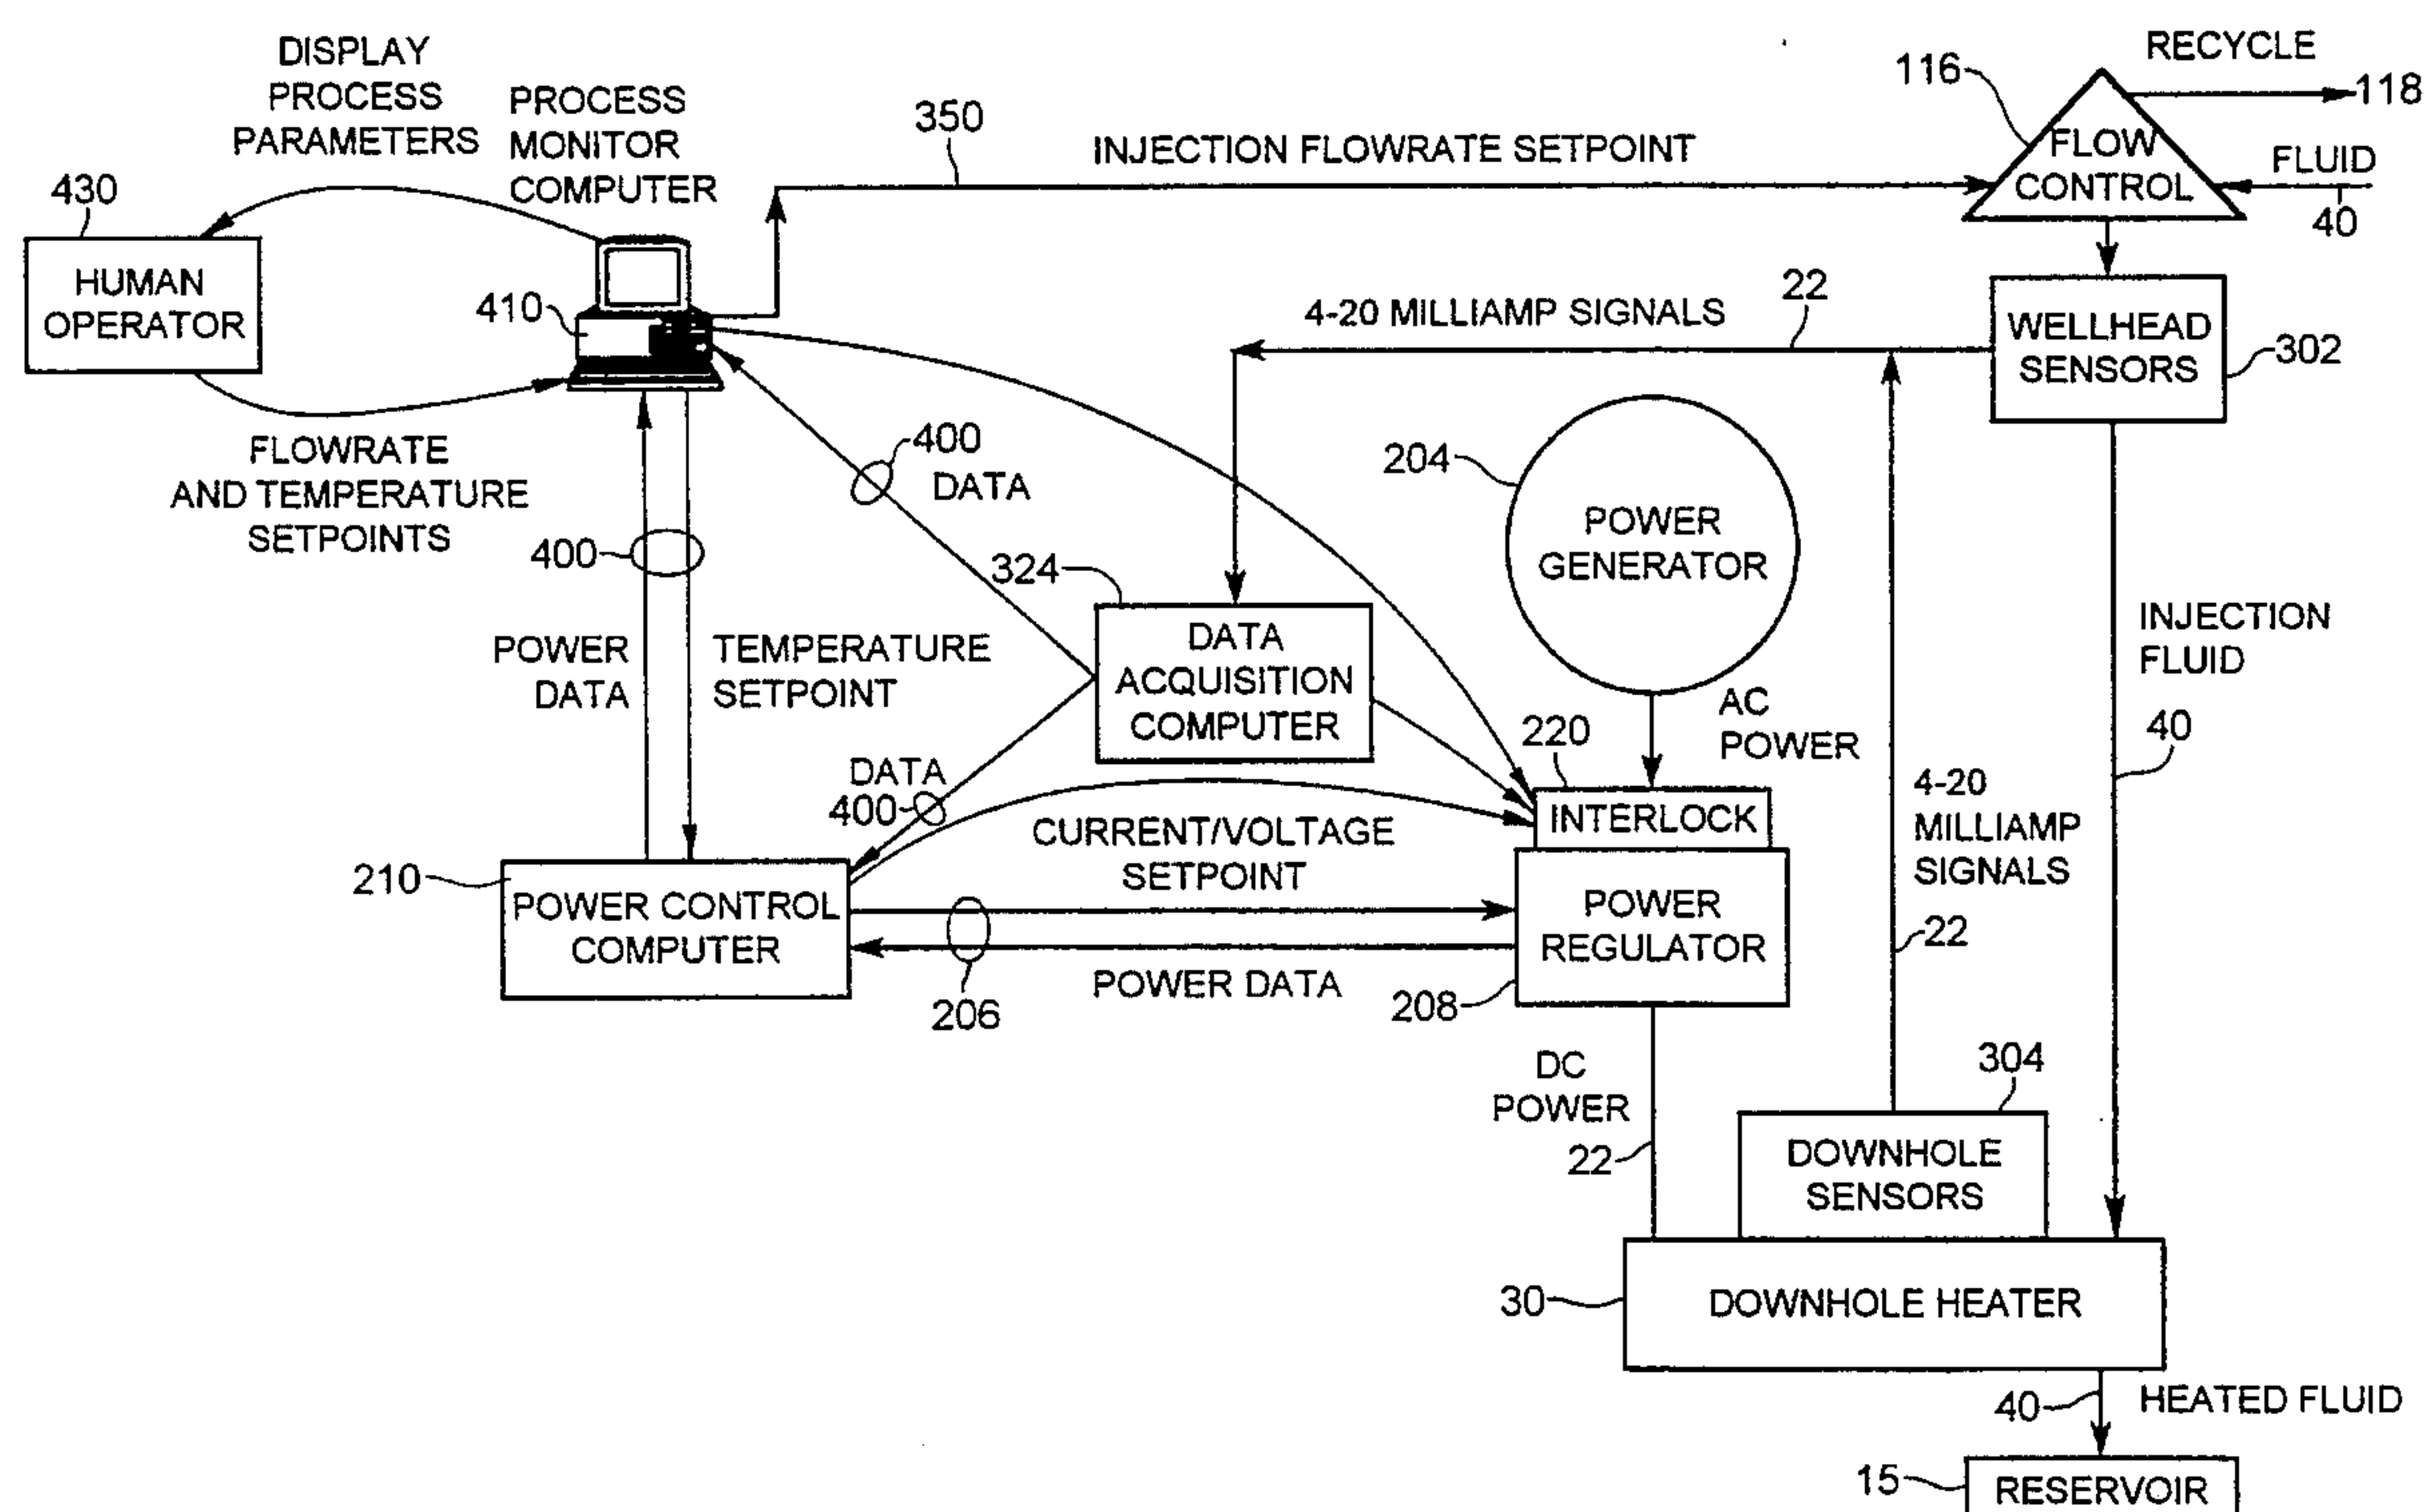 DISPLAY
PROCESS
PARAMETERS
PROCESS
MONITOR
COMPUTER
430
HUMAN
OPERATOR
410
FLOWRATE
AND TEMPERATURE
SETPOINTS
350
INJECTION FLOWRATE SETPOINT
116
RECYCLE
118
FLOW
CONTROL
FLUID
40
4-20 MILLIAMP SIGNALS
22
WELLHEAD
SENSORS
302
400
DATA
204
POWER
GENERATOR
400
324
POWER
DATA
TEMPERATURE
SETPOINT
DATA
ACQUISITION
COMPUTER
INJECTION
FLUID
40
AC
POWER
220
INTERLOCK
4-20
MILLIAMP
SIGNALS
22
DATA
400
CURRENT/VOLTAGE
SETPOINT
210
POWER CONTROL
COMPUTER
POWER
REGULATOR
206
POWER DATA
208
DC
POWER
22
304
DOWNHOLE
SENSORS
30
DOWNHOLE HEATER
40
HEATED FLUID
15
RESERVOIR